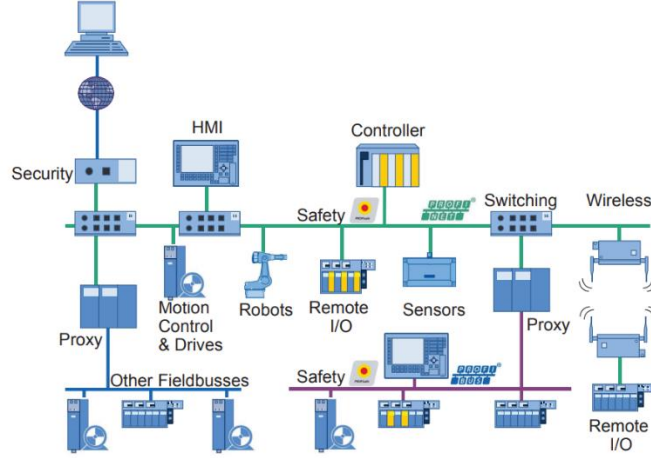 HMI
Controller
Security
Safety
PROFI
NET
Switching
Wireless
Proxy
Motion
Control
& Drives
Robots
Remote
I/O
Sensors
Proxy
Other Fieldbusses
Safety
PROFI
BUS
Remote
I/O